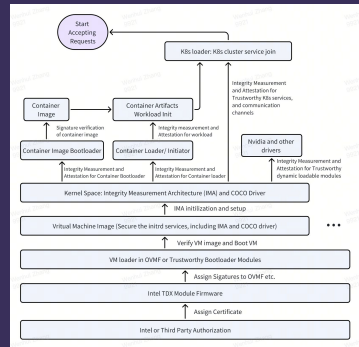 Start
Accepting
Requests
K8s loader: K8s cluster service join
Integrity Measurement
and Attestation for
Trustworthy K8s services,
and communication
channels
Container
Image
Container Artifacts
Workload Init
Signature verification
of container image
Integrity measurement and
Attestation for workload
Nvidia and other
drivers
Container Image Bootloader
Container Loader/ Initiator
Integrity Measurement and
Attestation for Container Bootloader
Integrity Measurement and
Attestation for Container loader
Integrity Measurement and
Attestation for Trustworthy
dynamic loadable modules
Kernel Space: Integrity Measurement Architecture (IMA) and COCO Driver
IMA initilization and setup
Vritual Machine Image (Secure the initrd services, including IMA and COCO driver)
Verify VM image and Boot VM
VM loader in OVMF or Trustworthy Bootloader Modules
Assign Sigatures to OVMF etc.
Intel TDX Module Firmware
Assign Certificate
Intel or Third Party Authorization